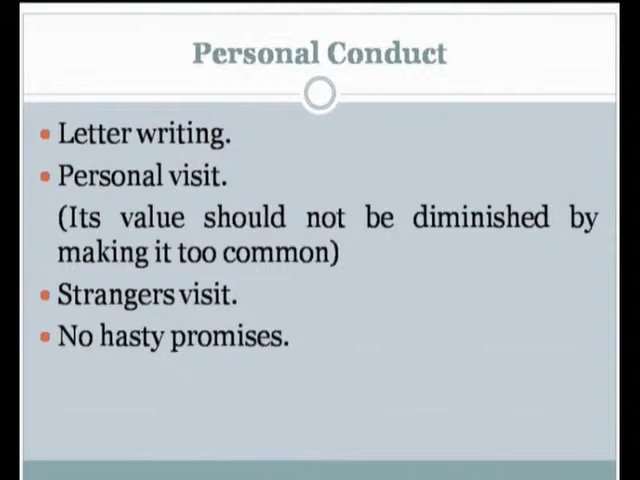 Personal Conduct
• Letter writing.
• Personal visit.
(Its value should not be diminished by
making it too common)
• Strangers visit.
• No hasty promises.